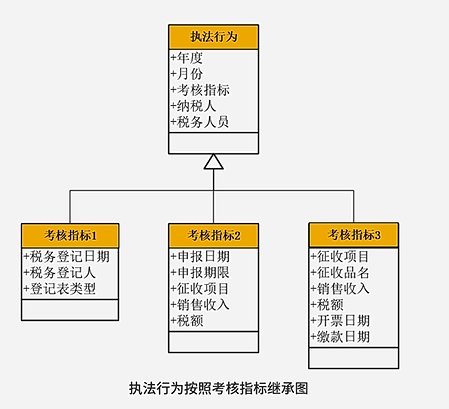 执法行为
+年度
+月份
+考核指标
+纳税人
+税务人员
考核指标1
+税务登记日期
+税务登记人
+登记表类型
考核指标2
+申报日期
+申报期限
+征收项目
+销售收入
+税额
考核指标3
+征收项目
+征收品名
+销售收入
+税额
+开票日期
+缴款日期
执法行为按照考核指标继承图